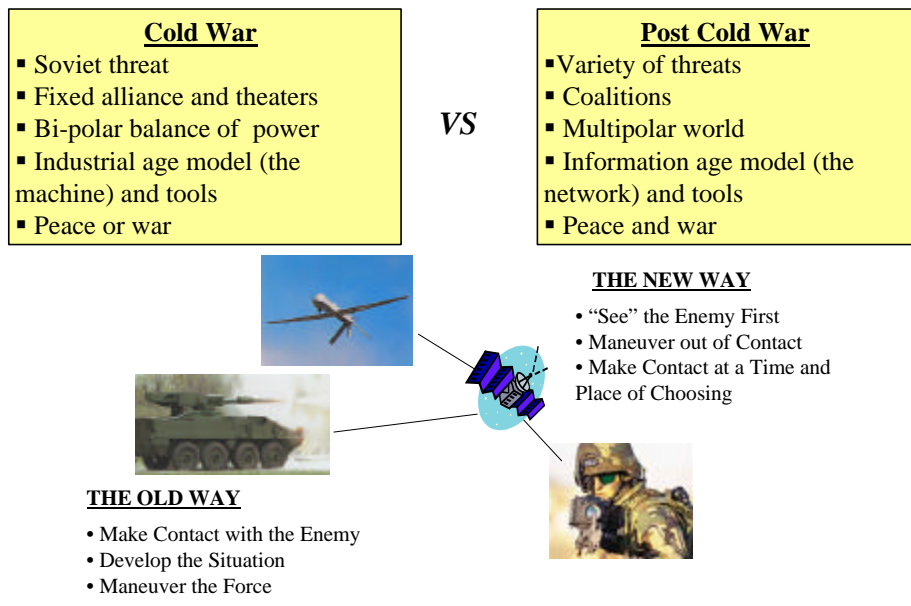 Cold War
▪ Soviet threat
▪ Fixed alliance and theaters
▪ Bi-polar balance of power
▪ Industrial age model (the
machine) and tools
▪ Peace or war
VS
Post Cold War
▪Variety of threats
▪ Coalitions
▪ Multipolar world
▪ Information age model (the
network) and tools
▪ Peace and war
THE NEW WAY
• “See” the Enemy First
• Maneuver out of Contact
• Make Contact at a Time and
Place of Choosing
THE OLD WAY
• Make Contact with the Enemy
• Develop the Situation
• Maneuver the Force